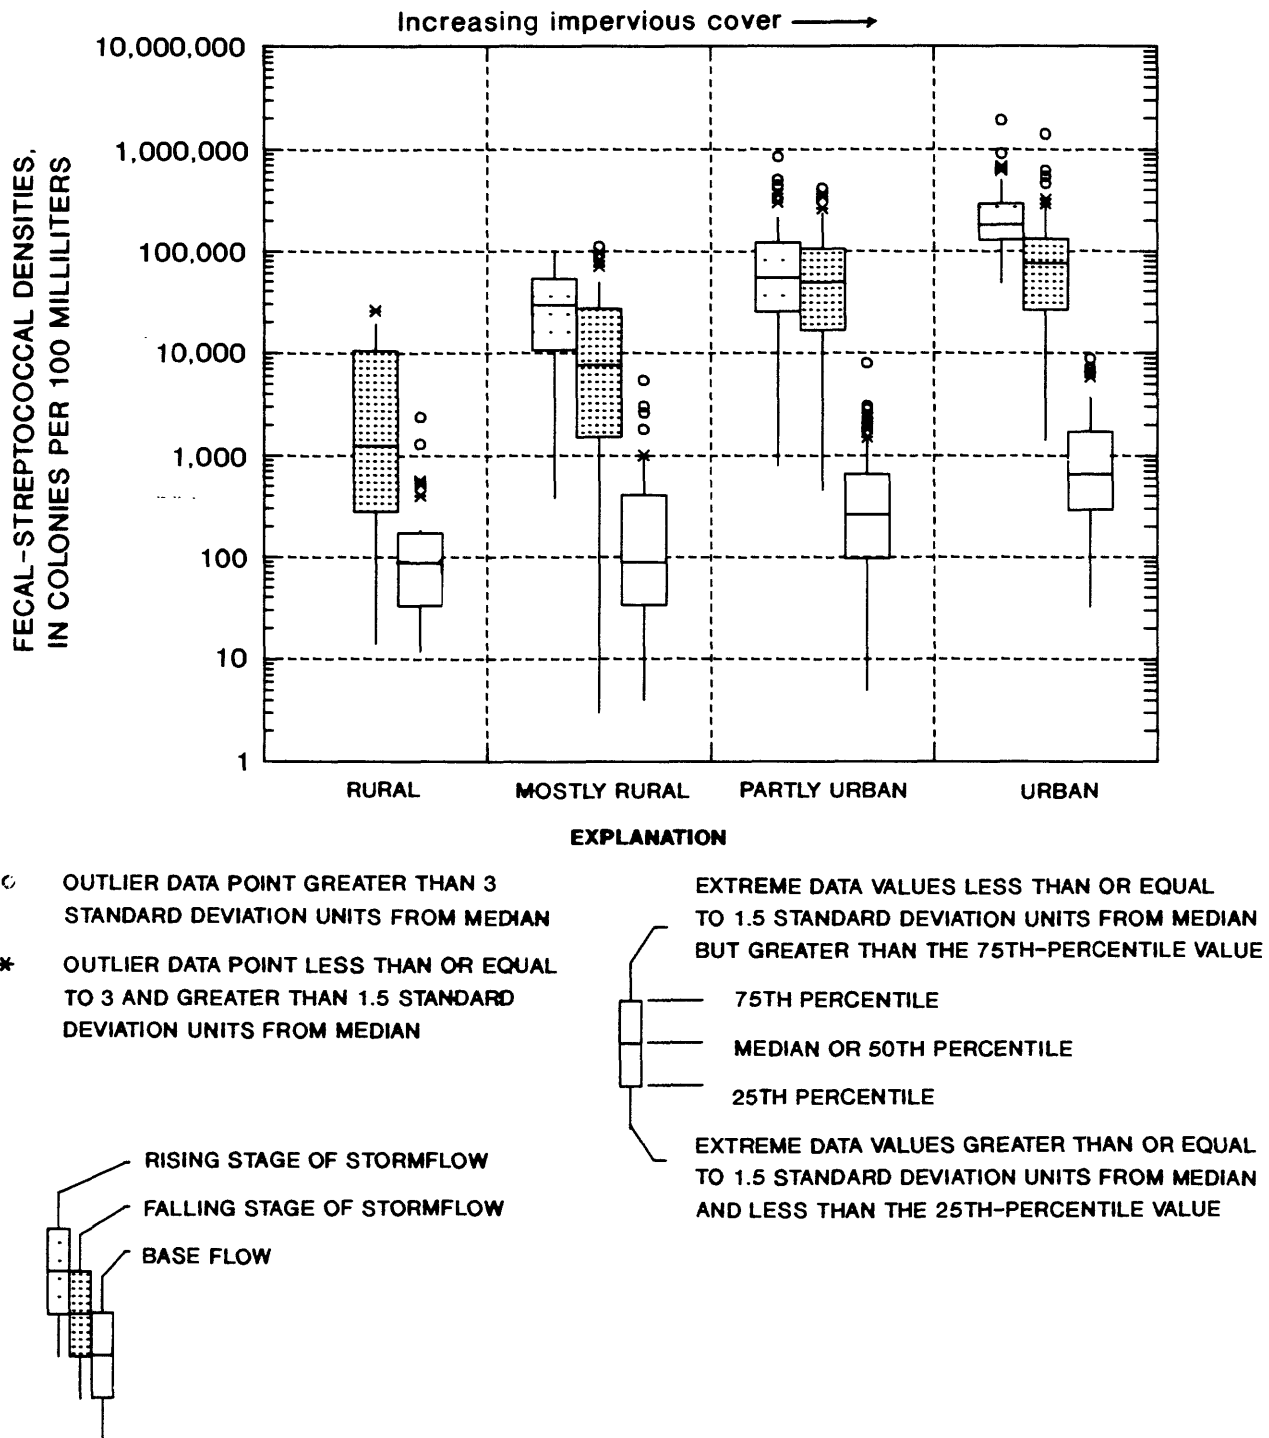 Increasing impervious cover
10,000,000
1,000,000
100,000
10,000
1,000
100
10
1
FECAL-STREPTOCOCCAL DENSITIES,
IN COLONIES PER 100 MILLILITERS
RURAL
MOSTLY RURAL
PARTLY URBAN
URBAN
EXPLANATION
OUTLIER DATA POINT GREATER THAN 3
STANDARD DEVIATION UNITS FROM MEDIAN
OUTLIER DATA POINT LESS THAN OR EQUAL
TO 3 AND GREATER THAN 1.5 STANDARD
DEVIATION UNITS FROM MEDIAN
RISING STAGE OF STORMFLOW
FALLING STAGE OF STORMFLOW
BASE FLOW
EXTREME DATA VALUES LESS THAN OR EQUAL
TO 1.5 STANDARD DEVIATION UNITS FROM MEDIAN
BUT GREATER THAN THE 75TH-PERCENTILE VALUE
75TH PERCENTILE
MEDIAN OR 50TH PERCENTILE
25TH PERCENTILE
EXTREME DATA VALUES GREATER THAN OR EQUAL
TO 1.5 STANDARD DEVIATION UNITS FROM MEDIAN
AND LESS THAN THE 25TH-PERCENTILE VALUE